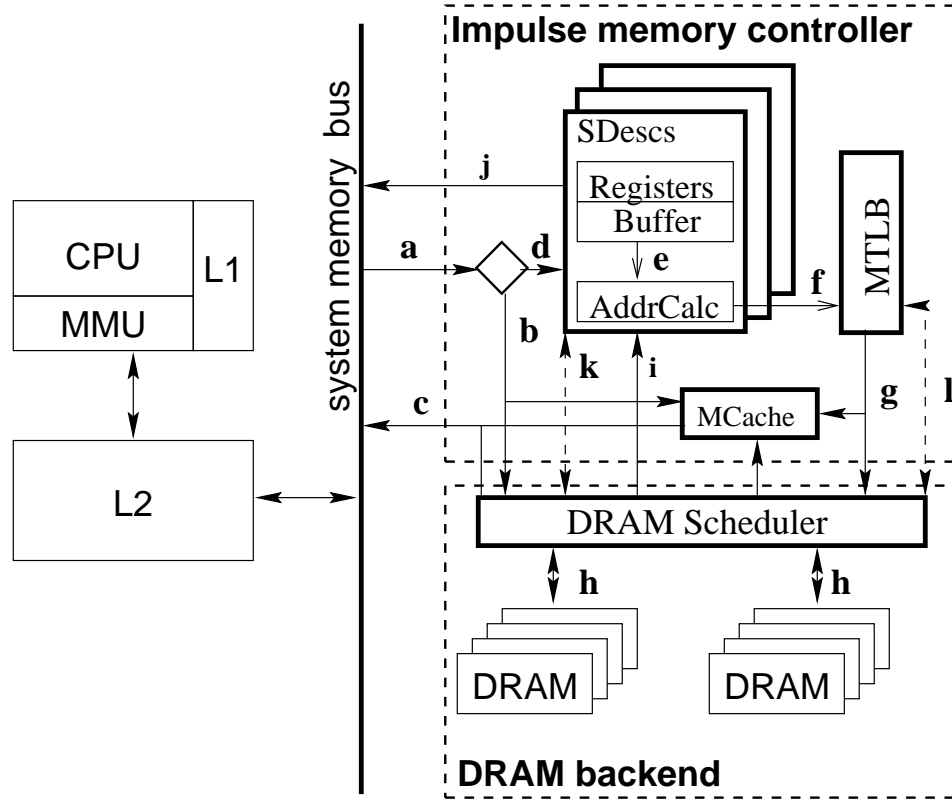 Impulse memory controller
system memory bus
SDescs
Registers
Buffer
AddrCalc
MTLB
MCache
CPU
MMU
L1
L2
a
b
c
d
e
f
g
h
h
i
j
k
l
DRAM Scheduler
DRAM
DRAM
DRAM backend